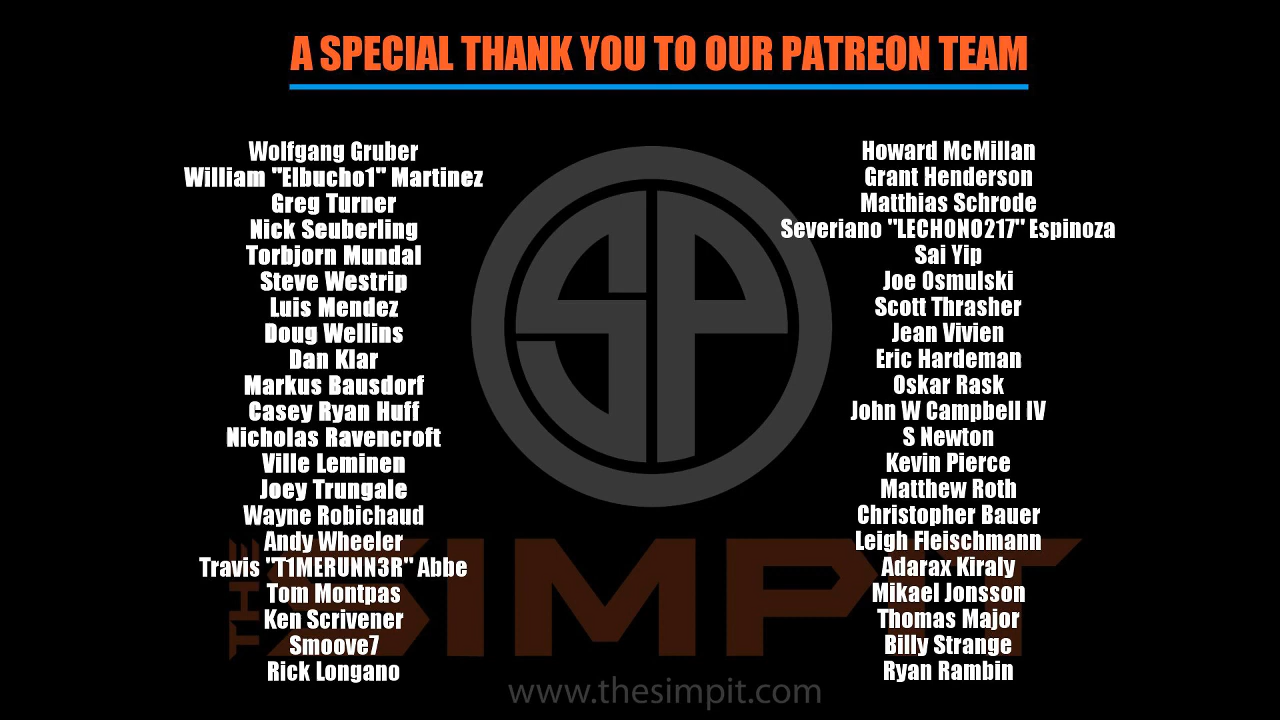 A SPECIAL THANK YOU TO OUR PATREON TEAM
Wolfgang Gruber
William "Elbucho1" Martinez
Greg Turner
Nick Seuberling
Torbjorn Mundal
Steve Westrip
Luis Mendez
Doug Wellins
Dan Klar
Markus Bausdorf
Casey Ryan Huff
Nicholas Ravencroft
Ville Leminen
Joey Trungale
Wayne Robichaud
Andy Wheeler
Travis "T1MERUNN3R" Abbe
Tom Montpas
Ken Scrivener
Smoove7
Rick Longano
Howard McMillan
Grant Henderson
Matthias Schrode
Severiano "LECHONO217" Espinoza
Sai Yip
Joe Osmulski
Scott Thrasher
Jean Vivien
Eric Hardeman
Oskar Rask
John W Campbell IV
S Newton
Kevin Pierce
Matthew Roth
Christopher Bauer
Leigh Fleischmann
Adarax Kiraly
Mikael Jonsson
Thomas Major
Billy Strange
Ryan Rambin
SP
THE SIMPIT
www.thesimpit.com